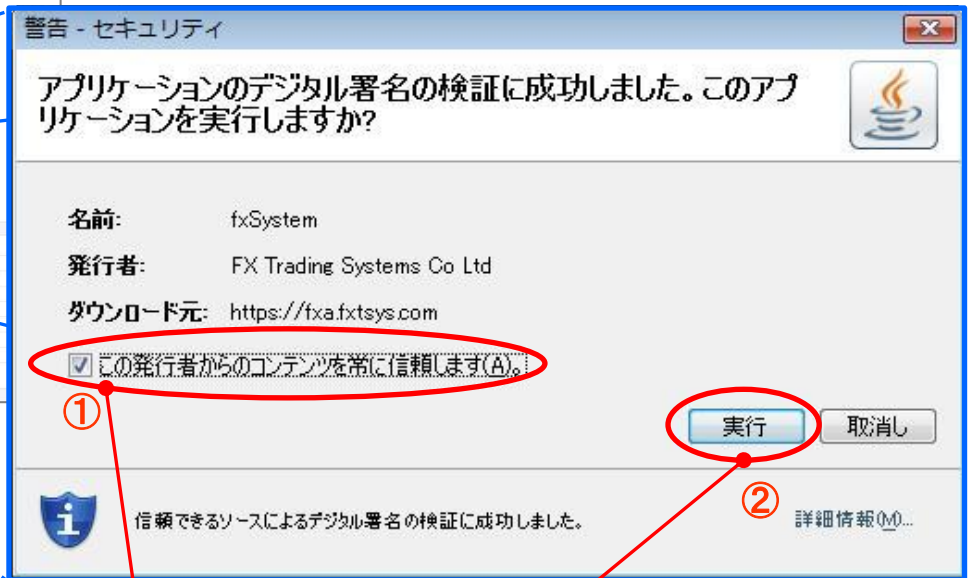 警告 - セキュリティ
アプリケーションのデジタル署名の検証に成功しました。このアプ
リケーションを実行しますか?
名前: fxSystem
発行者: FX Trading Systems Co Ltd
ダウンロード元: https://fxa.fxtsys.com
この発行者からのコンテンツを常に信頼します(A)。
①
実行 取消し
②
信頼できるソースによるデジタル署名の検証に成功しました。 詳細情報(M)...